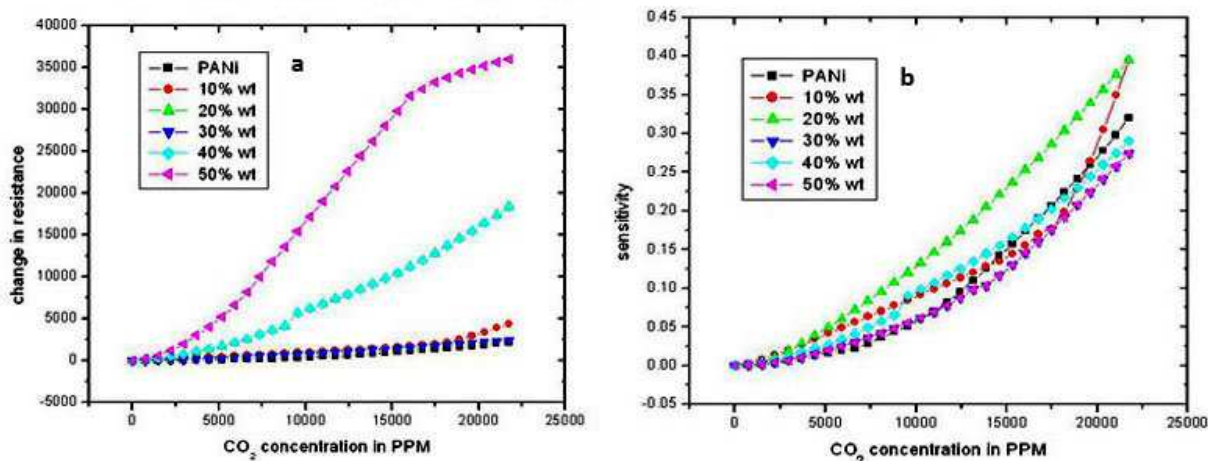 a
PANi
10% wt
20% wt
30% wt
40% wt
50% wt
change in resistance
40000
35000
30000
25000
20000
15000
10000
5000
0
-5000
0 5000 10000 15000 20000 25000
CO2 concentration in PPM
b
PANi
10% wt
20% wt
30% wt
40% wt
50% wt
sensitivity
0.45
0.40
0.35
0.30
0.25
0.20
0.15
0.10
0.05
0.00
-0.05
0 5000 10000 15000 20000 25000
CO2 concentration in PPM